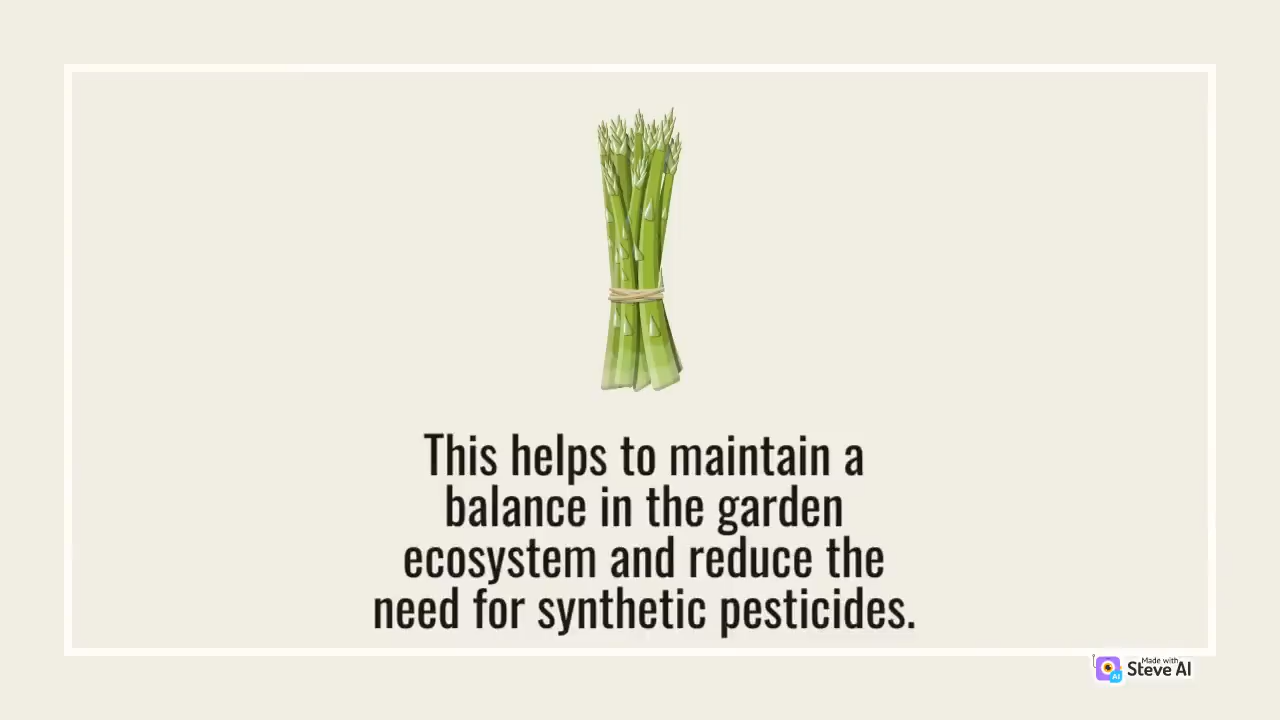 This helps to maintain a
balance in the garden
ecosystem and reduce the
need for synthetic pesticides.
Made with
Steve AI
AI